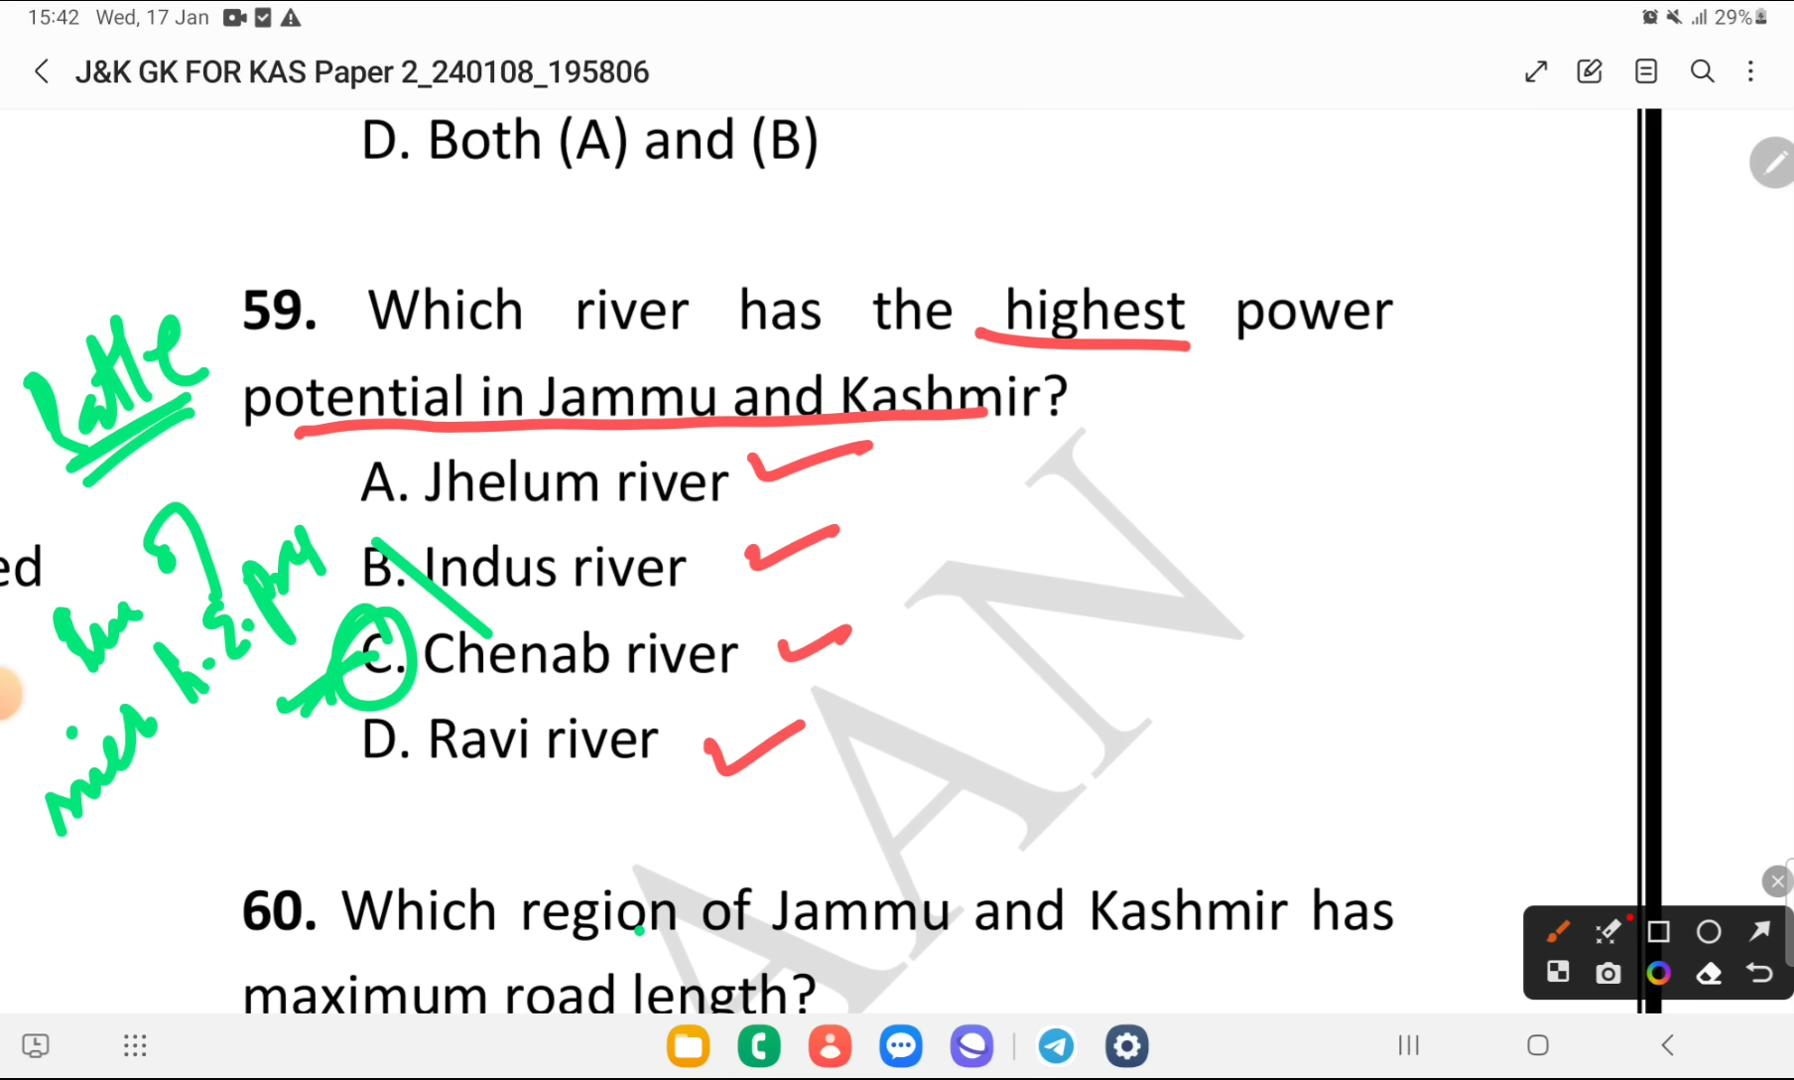 15:42 Wed, 17 Jan
29%
J&K GK FOR KAS Paper 2_240108_195806
D. Both (A) and (B)
59. Which river has the highest power
potential in Jammu and Kashmir?
A. Jhelum river
ed
B. Indus river
C. Chenab river
D. Ravi river
60. Which region of Jammu and Kashmir has
maximum road length?
AAN